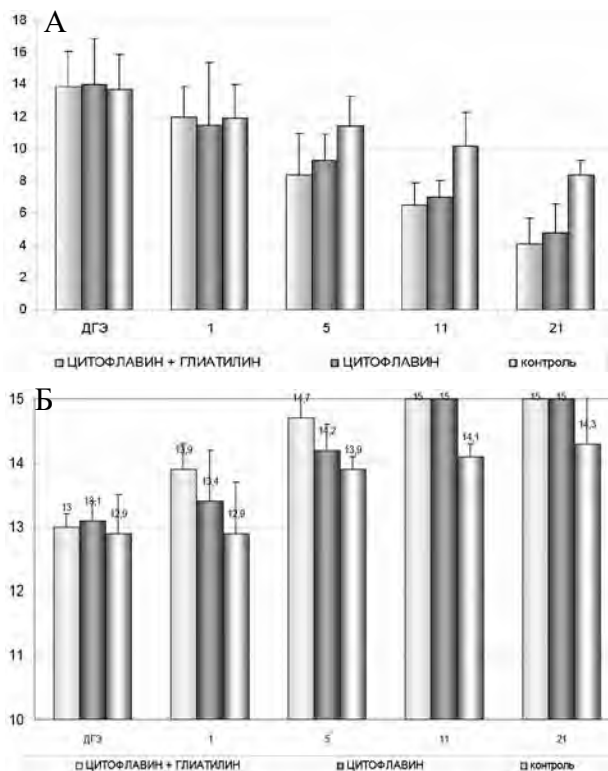 А
18
16
14
12
10
8
6
4
2
0
ДГЭ 1 5 11 21
ЦИТОФЛАВИН + ГЛИАТИЛИН ЦИТОФЛАВИН контроль
Б
15
14
13
12
11
10
13 13,1 12,9
13,9 13,4 12,9
14,7 14,2 13,9
15 15 14,1
15 15 14,3
ДГЭ 1 5 11 21
ЦИТОФЛАВИН + ГЛИАТИЛИН ЦИТОФЛАВИН контроль